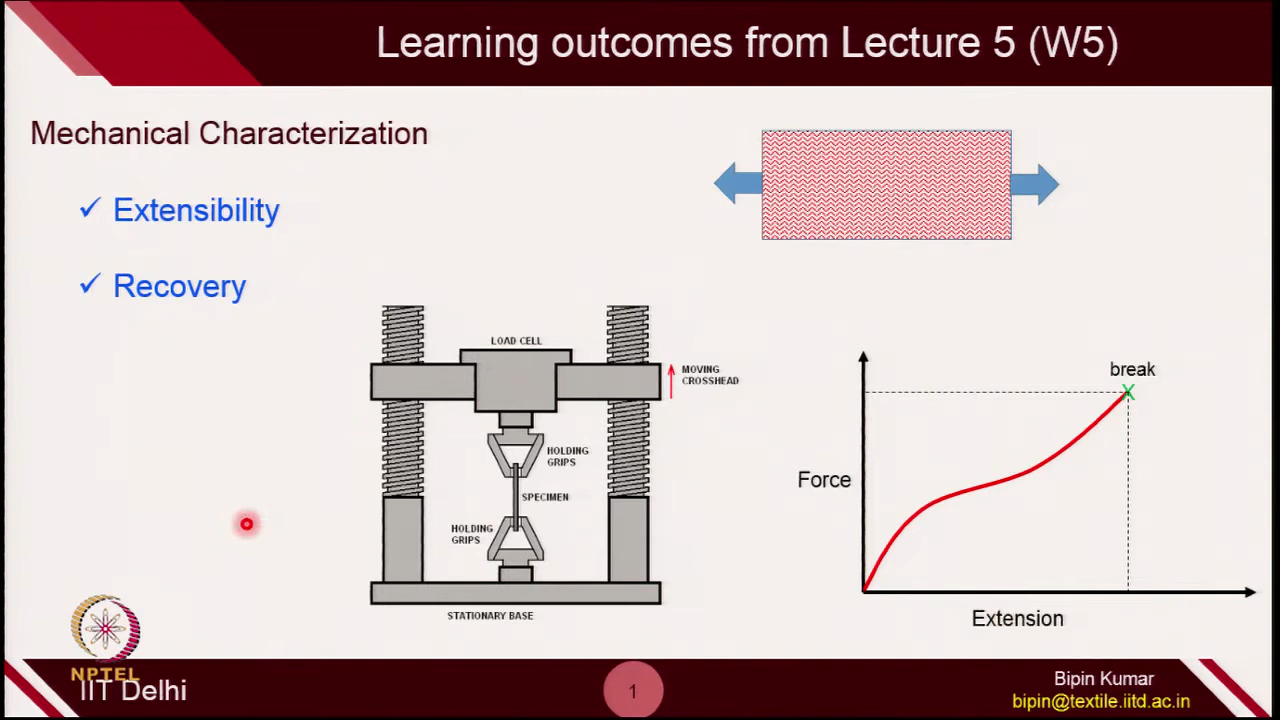 Learning outcomes from Lecture 5 (W5)
Mechanical Characterization
✓ Extensibility
✓ Recovery
LOAD CELL
MOVING
CROSSHEAD
HOLDING
GRIPS
SPECIMEN
HOLDING
GRIPS
STATIONARY BASE
break
X
Force
Extension
NPTEL
IIT Delhi
1
Bipin Kumar
bipin@textile.iitd.ac.in